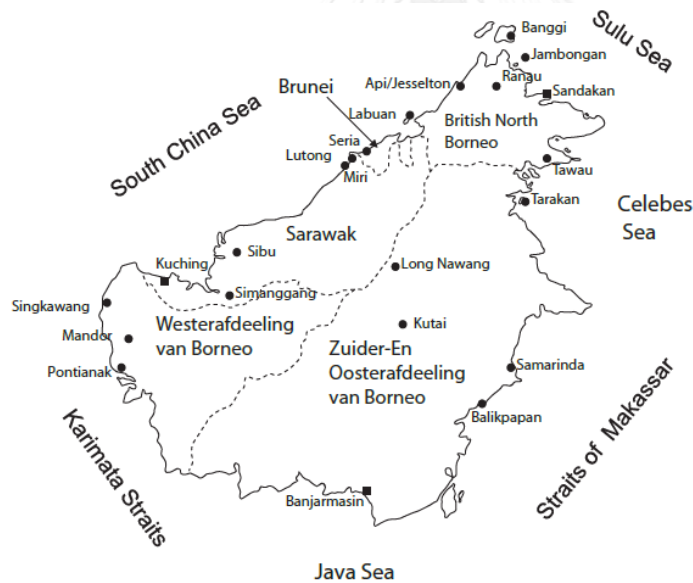 Banggi
Sulu Sea
Jambongan
Api/Jesselton
Ranau
Sandakan
Brunei
Labuan
British North
Borneo
South China Sea
Seria
Lutong
Miri
Tawau
Tarakan
Celebes
Sea
Sarawak
Sibu
Kuching
Long Nawang
Simanggang
Singkawang
Westerafdeeling
van Borneo
Kutai
Mandor
Zuider-En
Oosterafdeeling
van Borneo
Pontianak
Samarinda
Balikpapan
Karimata Straits
Straits of Makassar
Banjarmasin
Java Sea